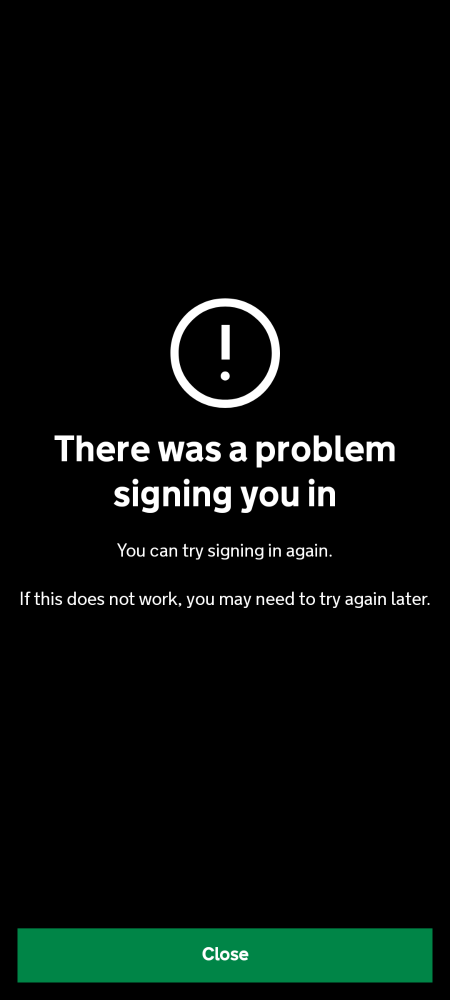 There was a problem
signing you in
You can try signing in again.
If this does not work, you may need to try again later.
Close